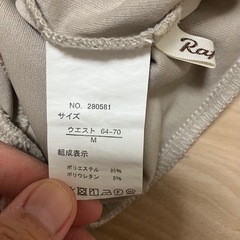 NO. 280581
サイズ
ウエスト 64-70
M
組成表示
ポリエステル 95%
ポリウレタン 5%